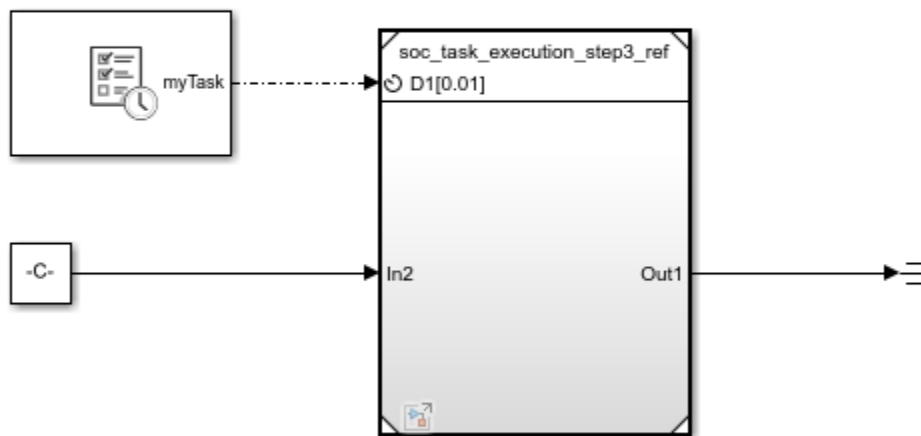 soc_task_execution_step3_ref
myTask
D1[0.01]
-C-
In2
Out1